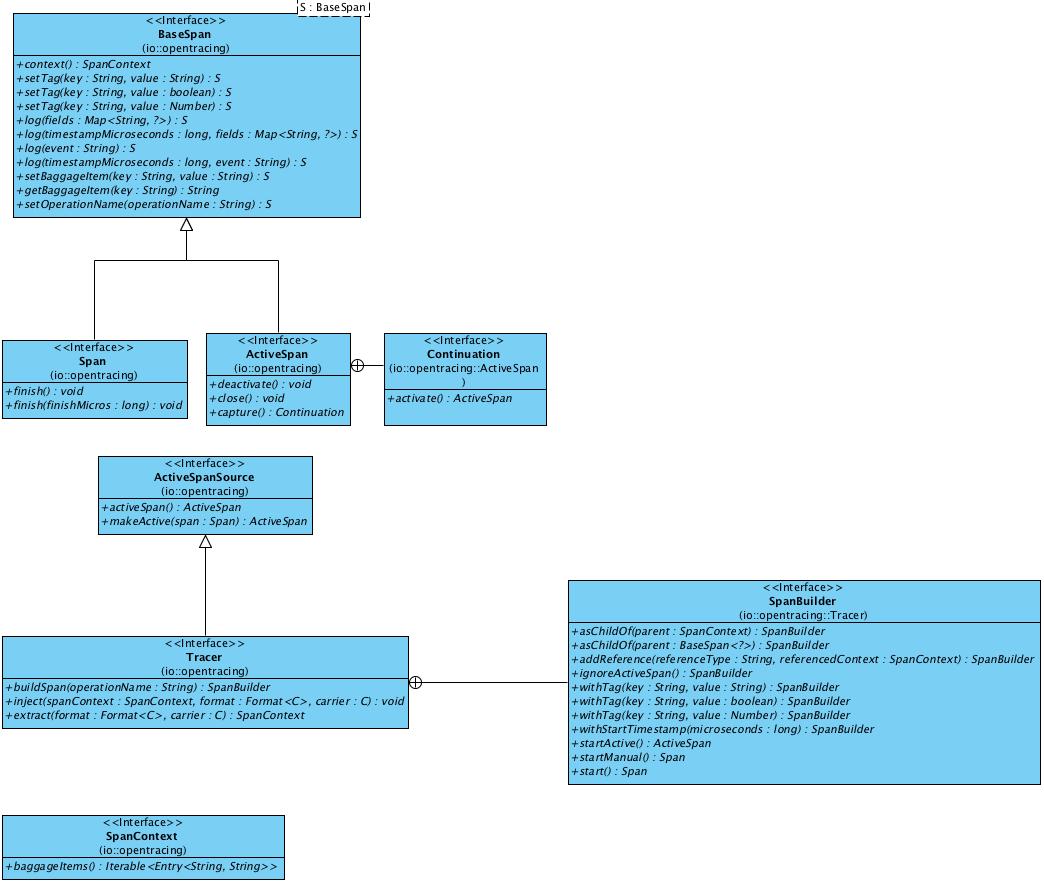 S : BaseSpan
<<Interface>>
BaseSpan
(io::opentracing)
+context() : SpanContext
+setTag(key : String, value : String) : S
+setTag(key : String, value : boolean) : S
+setTag(key : String, value : Number) : S
+log(fields : Map<String, ?>) : S
+log(timestampMicroseconds : long, fields : Map<String, ?>) : S
+log(event : String) : S
+log(timestampMicroseconds : long, event : String) : S
+setBaggageItem(key : String, value : String) : S
+getBaggageItem(key : String) : String
+setOperationName(operationName : String) : S
<<Interface>>
Span
(io::opentracing)
+finish() : void
+finish(finishMicros : long) : void
<<Interface>>
ActiveSpan
(io::opentracing)
+deactivate() : void
+close() : void
+capture() : Continuation
<<Interface>>
Continuation
(io::opentracing::ActiveSpan
)
+activate() : ActiveSpan
<<Interface>>
ActiveSpanSource
(io::opentracing)
+activeSpan() : ActiveSpan
+makeActive(span : Span) : ActiveSpan
<<Interface>>
Tracer
(io::opentracing)
+buildSpan(operationName : String) : SpanBuilder
+inject(spanContext : SpanContext, format : Format<C>, carrier : C) : void
+extract(format : Format<C>, carrier : C) : SpanContext
<<Interface>>
SpanBuilder
(io::opentracing::Tracer)
+asChildOf(parent : SpanContext) : SpanBuilder
+asChildOf(parent : BaseSpan<?>) : SpanBuilder
+addReference(referenceType : String, referencedContext : SpanContext) : SpanBuilder
+ignoreActiveSpan() : SpanBuilder
+withTag(key : String, value : String) : SpanBuilder
+withTag(key : String, value : boolean) : SpanBuilder
+withTag(key : String, value : Number) : SpanBuilder
+withStartTimestamp(microseconds : long) : SpanBuilder
+startActive() : ActiveSpan
+startManual() : Span
+start() : Span
<<Interface>>
SpanContext
(io::opentracing)
+baggageItems() : Iterable<Entry<String, String>>